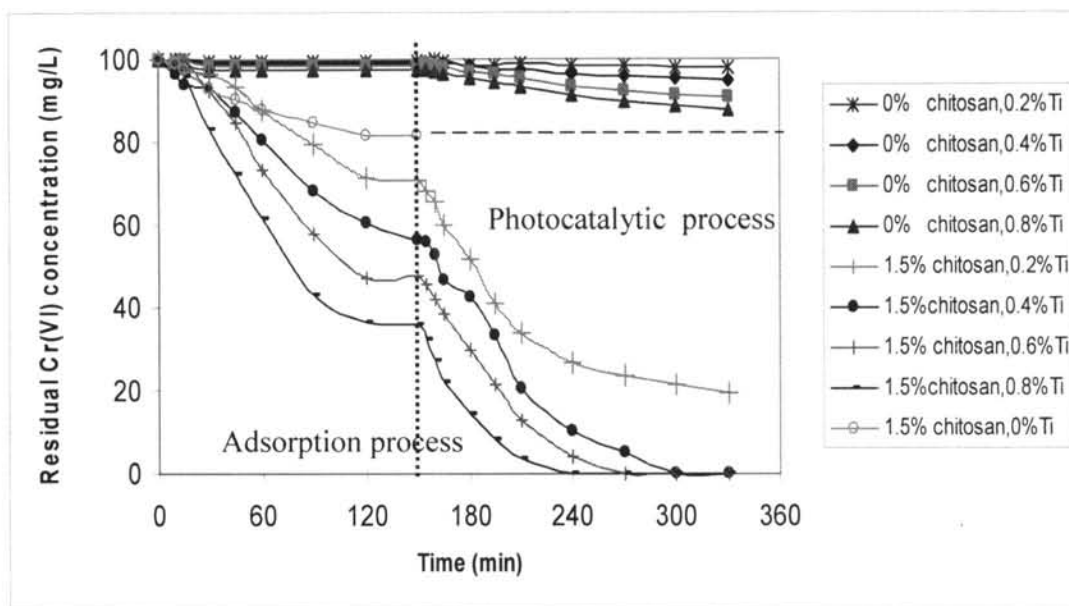 Residual Cr(VI) concentration (mg/L)
100
80
60
40
20
0
0 60 120 180 240 300 360
Time (min)
Adsorption process
Photocatalytic process
0% chitosan,0.2%Ti
0% chitosan,0.4%Ti
0% chitosan,0.6%Ti
0% chitosan,0.8%Ti
1.5% chitosan,0.2%Ti
1.5%chitosan,0.4%Ti
1.5% chitosan,0.6%Ti
1.5%chitosan,0.8%Ti
1.5% chitosan,0%Ti